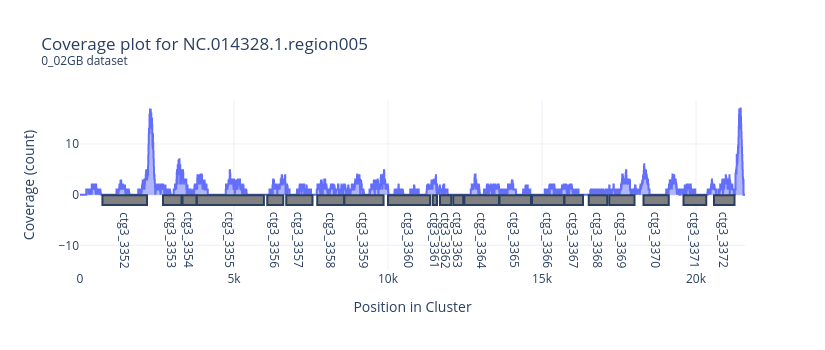 Coverage plot for NC.014328.1.region005
0_02GB dataset
Coverage (count)
10
0
−10
ctg3_3352
ctg3_3353
ctg3_3354
ctg3_3355
ctg3_3356
ctg3_3357
ctg3_3358
ctg3_3359
ctg3_3360
ctg3_3361
ctg3_3362
ctg3_3363
ctg3_3364
ctg3_3365
ctg3_3366
ctg3_3367
ctg3_3368
ctg3_3369
ctg3_3370
ctg3_3371
ctg3_3372
0
5k
10k
15k
20k
Position in Cluster